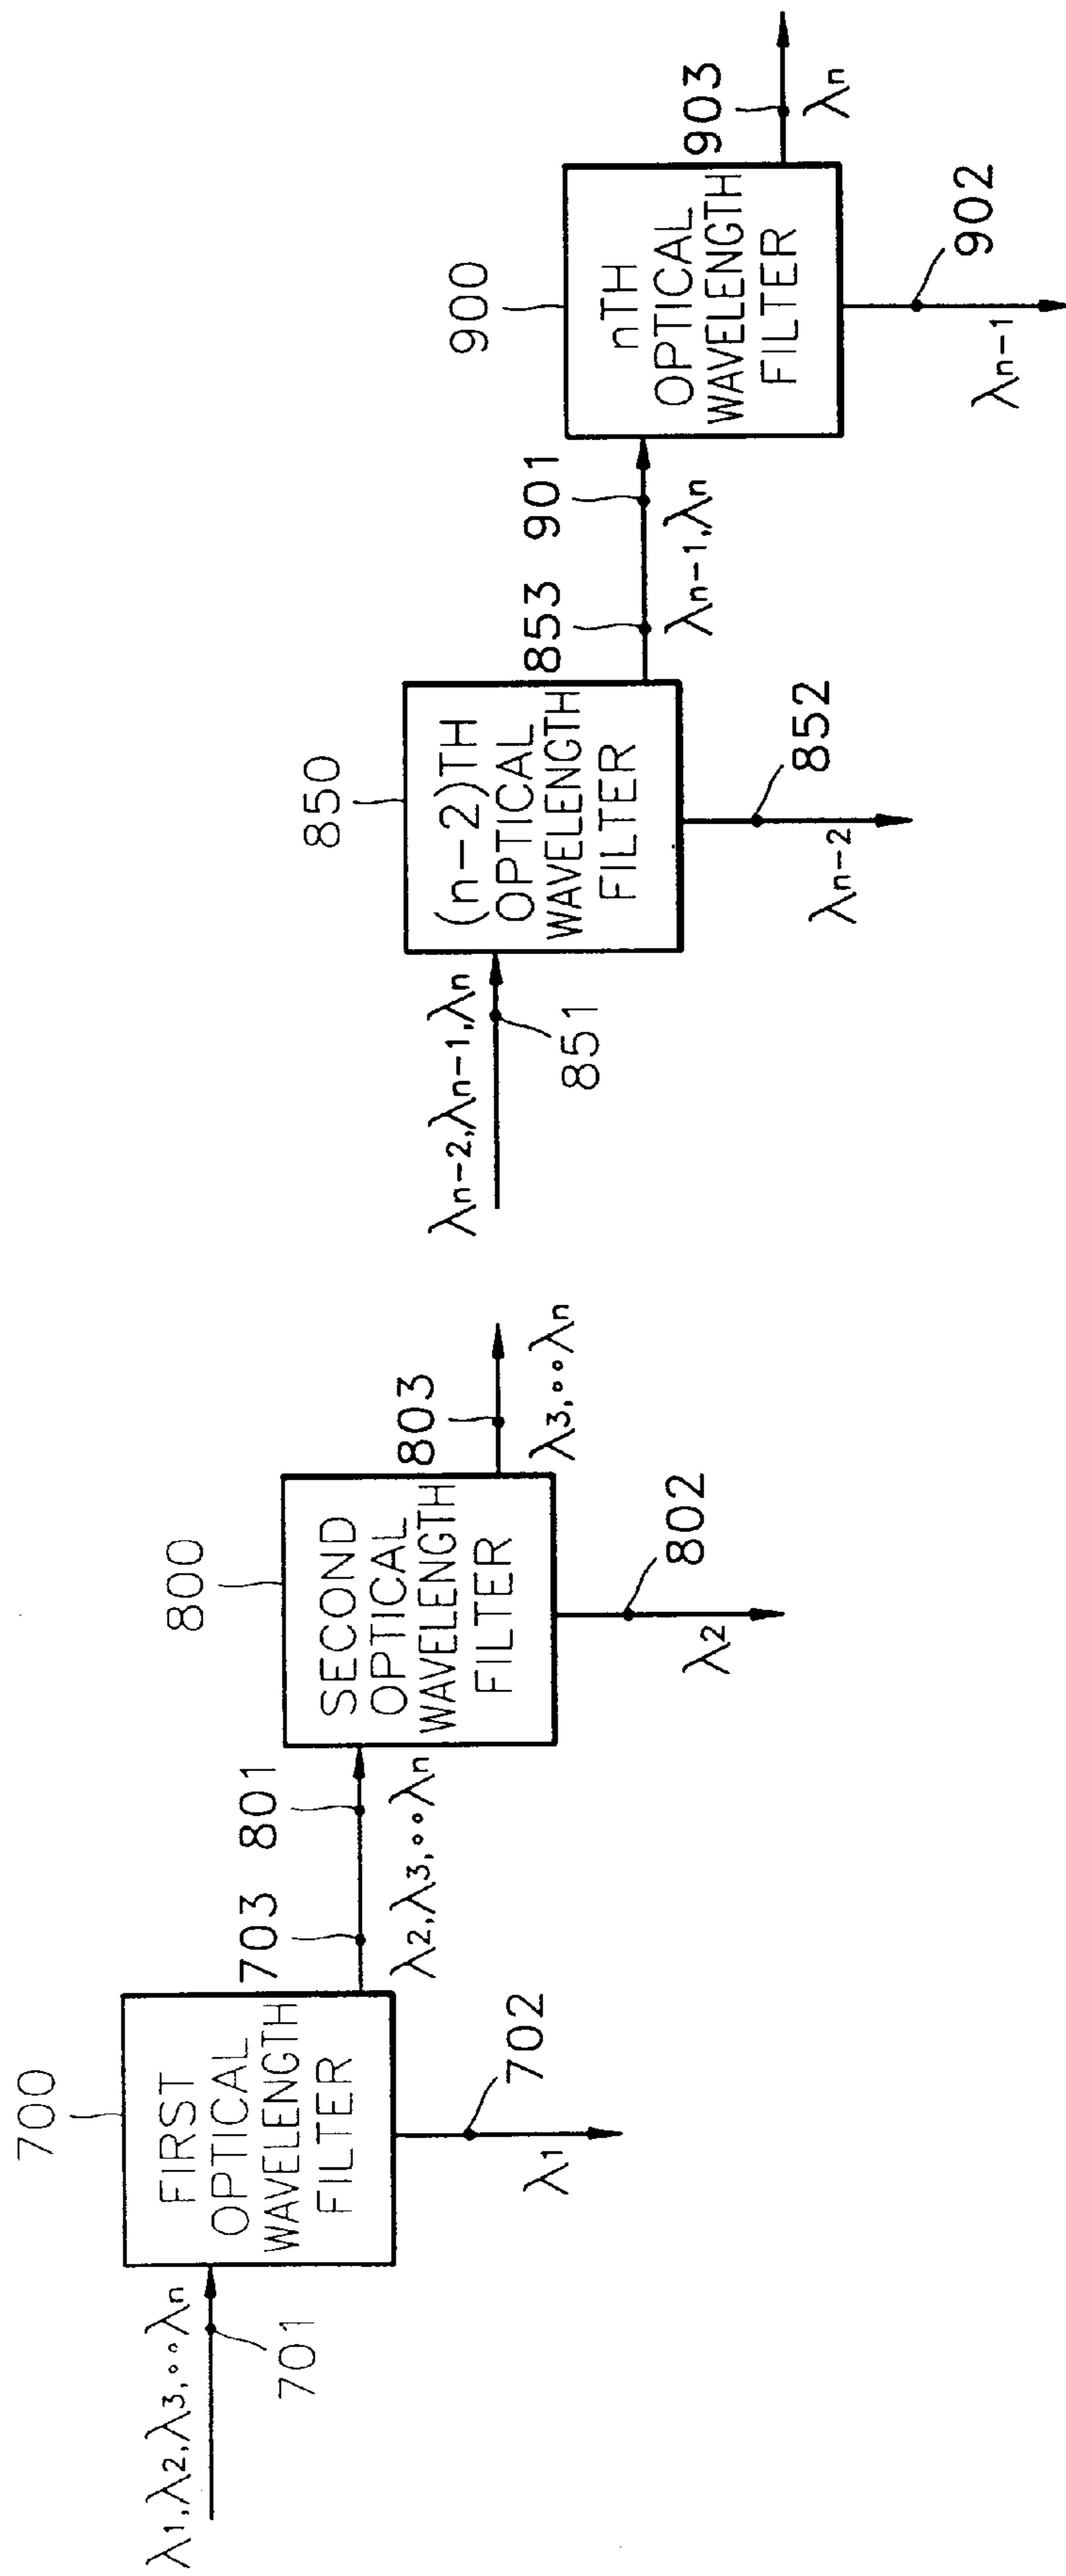 λ1,λ2,λ3,∘∘λn
701
700
FIRST
OPTICAL
WAVELENGTH
FILTER
702
λ1
703
801
λ2,λ3,∘∘λn
800
SECOND
OPTICAL
WAVELENGTH
FILTER
802
λ2
803
λ3,∘∘λn
λn-2,λn-1,λn
851
850
(n-2)TH
OPTICAL
WAVELENGTH
FILTER
852
λn-2
853
901
λn-1,λn
900
nTH
OPTICAL
WAVELENGTH
FILTER
902
λn-1
903
λn